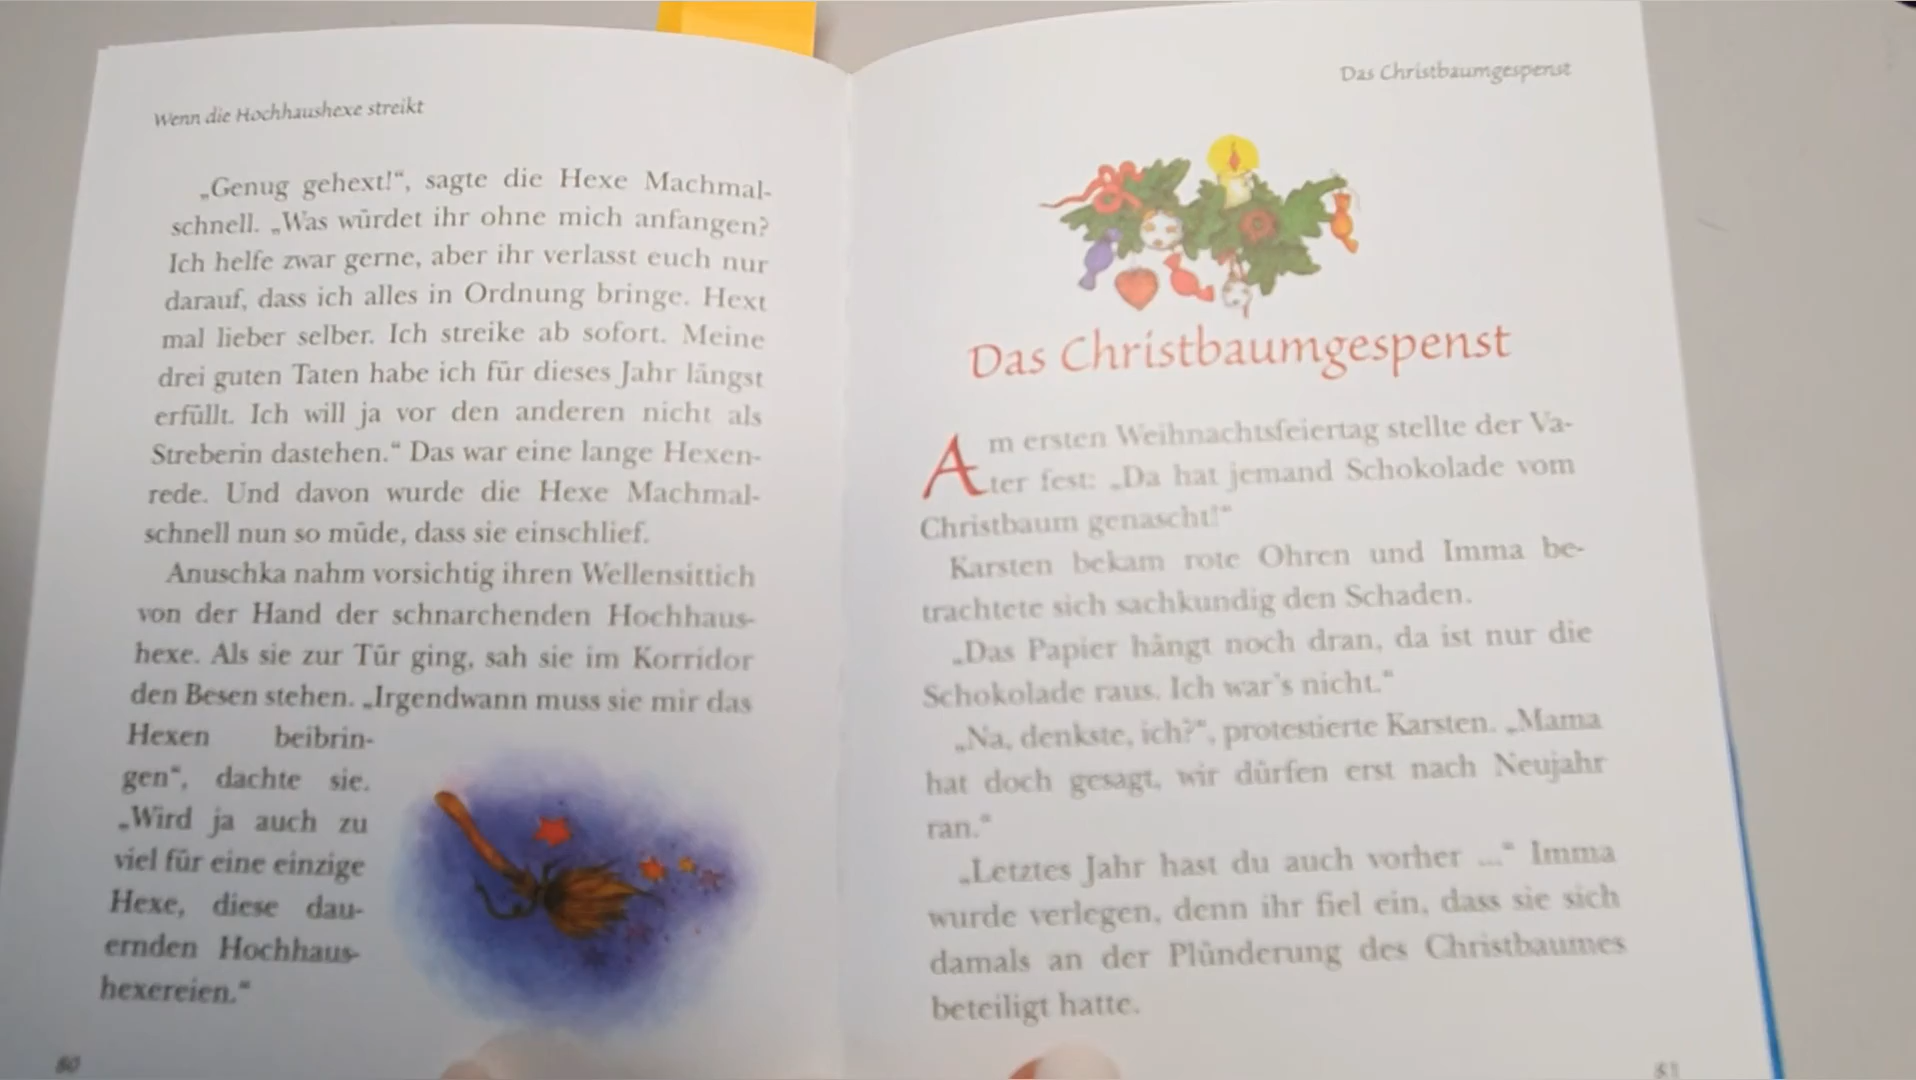 Wenn die Hochhaushexe streikt
„Genug gehext!“, sagte die Hexe Machmal-
schnell. „Was würdet ihr ohne mich anfangen?
Ich helfe zwar gerne, aber ihr verlasst euch nur
darauf, dass ich alles in Ordnung bringe. Hext
mal lieber selber. Ich streike ab sofort. Meine
drei guten Taten habe ich für dieses Jahr längst
erfüllt. Ich will ja vor den anderen nicht als
Streberin dastehen.“ Das war eine lange Hexen-
rede. Und davon wurde die Hexe Machmal-
schnell nun so müde, dass sie einschlief.
Anuschka nahm vorsichtig ihren Wellensittich
von der Hand der schnarchenden Hochhaus-
hexe. Als sie zur Tür ging, sah sie im Korridor
den Besen stehen. „Irgendwann muss sie mir das
Hexen beibrin-
gen“, dachte sie.
„Wird ja auch zu
viel für eine einzige
Hexe, diese dau-
ernden Hochhaus-
hexereien.“
80
Das Christbaumgespenst
Das Christbaumgespenst
Am ersten Weihnachtsfeiertag stellte der Va-
ter fest: „Da hat jemand Schokolade vom
Christbaum genascht!“
Karsten bekam rote Ohren und Imma be-
trachtete sich sachkundig den Schaden.
„Das Papier hängt noch dran, da ist nur die
Schokolade raus. Ich war's nicht.“
„Na, denkste, ich?“, protestierte Karsten. „Mama
hat doch gesagt, wir dürfen erst nach Neujahr
ran.“
„Letztes Jahr hast du auch vorher ...“ Imma
wurde verlegen, denn ihr fiel ein, dass sie sich
damals an der Plünderung des Christbaumes
beteiligt hatte.
81